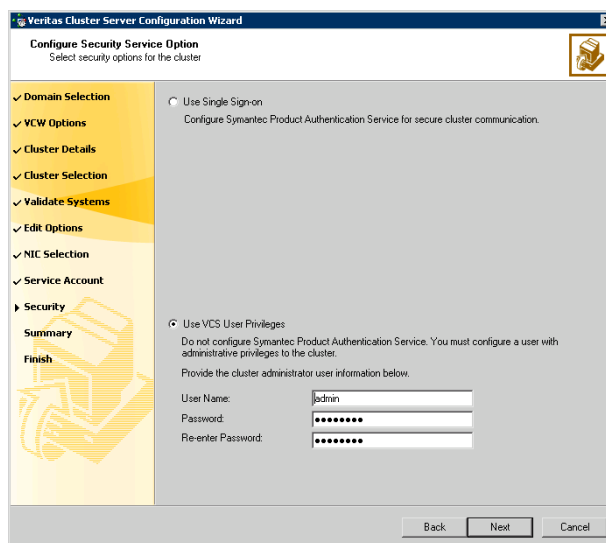 Veritas Cluster Server Configuration Wizard
Configure Security Service Option
Select security options for the cluster
Domain Selection
VCW Options
Cluster Details
Cluster Selection
Validate Systems
Edit Options
NIC Selection
Service Account
Security
Summary
Finish
Use Single Sign-on
Configure Symantec Product Authentication Service for secure cluster communication.
Use VCS User Privileges
Do not configure Symantec Product Authentication Service. You must configure a user with
administrative privileges to the cluster.
Provide the cluster administrator user information below.
User Name:
admin
Password:
●●●●●●●●
Re-enter Password:
●●●●●●●●
Back
Next
Cancel